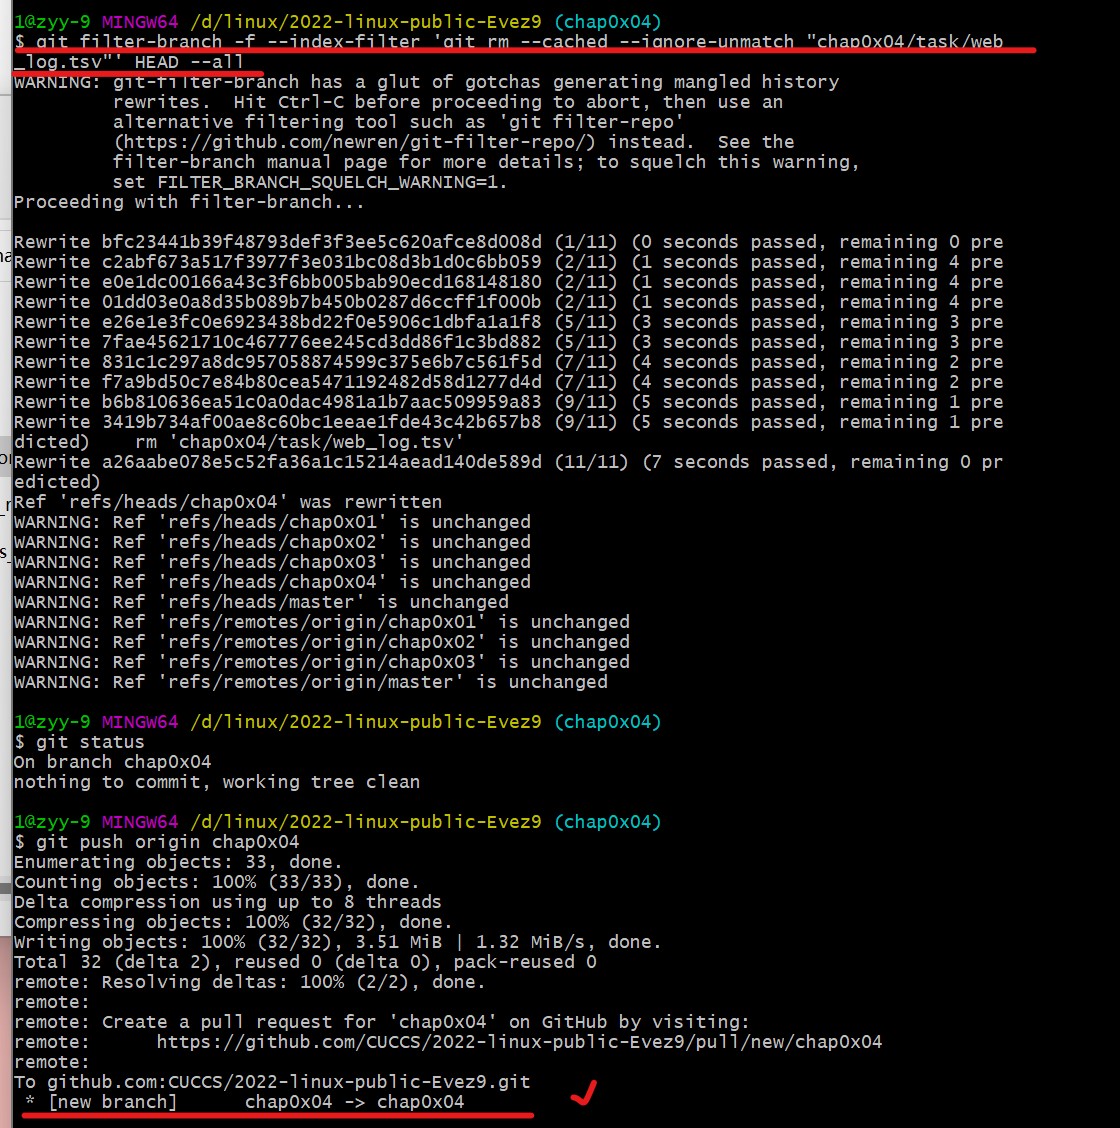 1@zyy-9 MINGW64 /d/linux/2022-linux-public-Evez9 (chap0x04)
$ git filter-branch -f --index-filter 'git rm --cached --ignore-unmatch "chap0x04/task/web
_log.tsv"' HEAD --all
WARNING: git-filter-branch has a glut of gotchas generating mangled history
rewrites.  Hit Ctrl-C before proceeding to abort, then use an
alternative filtering tool such as 'git filter-repo'
(https://github.com/newren/git-filter-repo/) instead.  See the
filter-branch manual page for more details; to squelch this warning,
set FILTER_BRANCH_SQUELCH_WARNING=1.
Proceeding with filter-branch...
Rewrite bfc23441b39f48793def3f3ee5c620afce8d008d (1/11) (0 seconds passed, remaining 0 pre
Rewrite c2abf673a517f3977f3e031bc08d3b1d0c6bb059 (2/11) (1 seconds passed, remaining 4 pre
Rewrite e0e1dc00166a43c3f6bb005bab90ecd168148180 (2/11) (1 seconds passed, remaining 4 pre
Rewrite 01dd03e0a8d35b089b7b450b0287d6ccff1f000b (2/11) (1 seconds passed, remaining 4 pre
Rewrite e26e1e3fc0e6923438bd22f0e5906c1dbfa1a1f8 (5/11) (3 seconds passed, remaining 3 pre
Rewrite 7fae45621710c467776ee245cd3dd86f1c3bd882 (5/11) (3 seconds passed, remaining 3 pre
Rewrite 831c1c297a8dc957058874599c375e6b7c561f5d (7/11) (4 seconds passed, remaining 2 pre
Rewrite f7a9bd50c7e84b80cea5471192482d58d1277d4d (7/11) (4 seconds passed, remaining 2 pre
Rewrite b6b810636ea51c0a0dac4981a1b7aac509959a83 (9/11) (5 seconds passed, remaining 1 pre
Rewrite 3419b734af00ae8c60bc1eeae1fde43c42b657b8 (9/11) (5 seconds passed, remaining 1 pre
dicted)    rm 'chap0x04/task/web_log.tsv'
Rewrite a26aabe078e5c52fa36a1c15214aead140de589d (11/11) (7 seconds passed, remaining 0 pr
edicted)
Ref 'refs/heads/chap0x04' was rewritten
WARNING: Ref 'refs/heads/chap0x01' is unchanged
WARNING: Ref 'refs/heads/chap0x02' is unchanged
WARNING: Ref 'refs/heads/chap0x03' is unchanged
WARNING: Ref 'refs/heads/chap0x04' is unchanged
WARNING: Ref 'refs/heads/master' is unchanged
WARNING: Ref 'refs/remotes/origin/chap0x01' is unchanged
WARNING: Ref 'refs/remotes/origin/chap0x02' is unchanged
WARNING: Ref 'refs/remotes/origin/chap0x03' is unchanged
WARNING: Ref 'refs/remotes/origin/master' is unchanged
1@zyy-9 MINGW64 /d/linux/2022-linux-public-Evez9 (chap0x04)
$ git status
On branch chap0x04
nothing to commit, working tree clean
1@zyy-9 MINGW64 /d/linux/2022-linux-public-Evez9 (chap0x04)
$ git push origin chap0x04
Enumerating objects: 33, done.
Counting objects: 100% (33/33), done.
Delta compression using up to 8 threads
Compressing objects: 100% (32/32), done.
Writing objects: 100% (32/32), 3.51 MiB | 1.32 MiB/s, done.
Total 32 (delta 2), reused 0 (delta 0), pack-reused 0
remote: Resolving deltas: 100% (2/2), done.
remote:
remote: Create a pull request for 'chap0x04' on GitHub by visiting:
remote:      https://github.com/CUCCS/2022-linux-public-Evez9/pull/new/chap0x04
remote:
To github.com:CUCCS/2022-linux-public-Evez9.git
* [new branch]      chap0x04 -> chap0x04